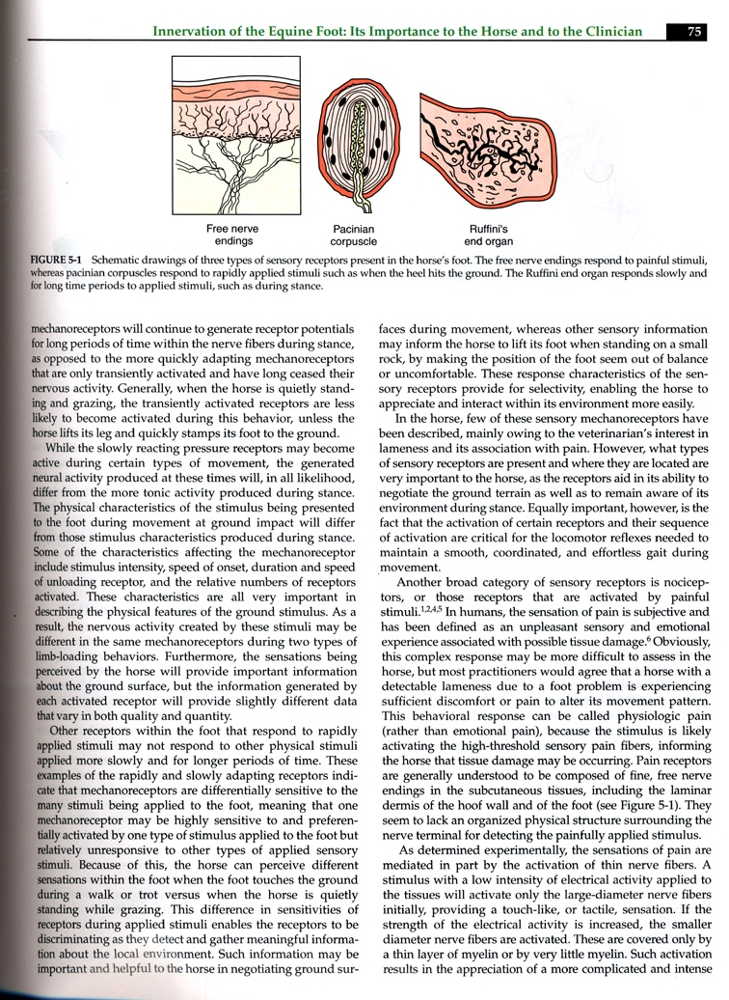 Innervation of the Equine Foot: Its Importance to the Horse and to the Clinician 75
Free nerve
endings
Pacinian
corpuscle
Ruffini's
end organ
FIGURE 5-1 Schematic drawings of three types of sensory receptors present in the horse's foot. The free nerve endings respond to painful stimuli,
whereas pacinian corpuscles respond to rapidly applied stimuli such as when the heel hits the ground. The Ruffini end organ responds slowly and
for long time periods to applied stimuli, such as during stance.
mechanoreceptors will continue to generate receptor potentials
for long periods of time within the nerve fibers during stance,
as opposed to the more quickly adapting mechanoreceptors
that are only transiently activated and have long ceased their
nervous activity. Generally, when the horse is quietly stand-
ing and grazing, the transiently activated receptors are less
likely to become activated during this behavior, unless the
horse lifts its leg and quickly stamps its foot to the ground.
While the slowly reacting pressure receptors may become
active during certain types of movement, the generated
neural activity produced at these times will, in all likelihood,
differ from the more tonic activity produced during stance.
The physical characteristics of the stimulus being presented
to the foot during movement at ground impact will differ
from those stimulus characteristics produced during stance.
Some of the characteristics affecting the mechanoreceptor
include stimulus intensity, speed of onset, duration and speed
of unloading receptor, and the relative numbers of receptors
activated. These characteristics are all very important in
describing the physical features of the ground stimulus. As a
result, the nervous activity created by these stimuli may be
different in the same mechanoreceptors during two types of
limb-loading behaviors. Furthermore, the sensations being
perceived by the horse will provide important information
about the ground surface, but the information generated by
each activated receptor will provide slightly different data
that vary in both quality and quantity.
Other receptors within the foot that respond to rapidly
applied stimuli may not respond to other physical stimuli
applied more slowly and for longer periods of time. These
examples of the rapidly and slowly adapting receptors indi-
cate that mechanoreceptors are differentially sensitive to the
many stimuli being applied to the foot, meaning that one
mechanoreceptor may be highly sensitive to and preferen-
tially activated by one type of stimulus applied to the foot but
relatively unresponsive to other types of applied sensory
stimuli. Because of this, the horse can perceive different
sensations within the foot when the foot touches the ground
during a walk or trot versus when the horse is quietly
standing while grazing. This difference in sensitivities of
receptors during applied stimuli enables the receptors to be
discriminating as they detect and gather meaningful informa-
tion about the local environment. Such information may be
important and helpful to the horse in negotiating ground sur-
faces during movement, whereas other sensory information
may inform the horse to lift its foot when standing on a small
rock, by making the position of the foot seem out of balance
or uncomfortable. These response characteristics of the sen-
sory receptors provide for selectivity, enabling the horse to
appreciate and interact within its environment more easily.
In the horse, few of these sensory mechanoreceptors have
been described, mainly owing to the veterinarian's interest in
lameness and its association with pain. However, what types
of sensory receptors are present and where they are located are
very important to the horse, as the receptors aid in its ability to
negotiate the ground terrain as well as to remain aware of its
environment during stance. Equally important, however, is the
fact that the activation of certain receptors and their sequence
of activation are critical for the locomotor reflexes needed to
maintain a smooth, coordinated, and effortless gait during
movement.
Another broad category of sensory receptors is nocicep-
tors, or those receptors that are activated by painful
stimuli.1,2,4,5 In humans, the sensation of pain is subjective and
has been defined as an unpleasant sensory and emotional
experience associated with possible tissue damage.6 Obviously,
this complex response may be more difficult to assess in the
horse, but most practitioners would agree that a horse with a
detectable lameness due to a foot problem is experiencing
sufficient discomfort or pain to alter its movement pattern.
This behavioral response can be called physiologic pain
(rather than emotional pain), because the stimulus is likely
activating the high-threshold sensory pain fibers, informing
the horse that tissue damage may be occurring. Pain receptors
are generally understood to be composed of fine, free nerve
endings in the subcutaneous tissues, including the laminar
dermis of the hoof wall and of the foot (see Figure 5-1). They
seem to lack an organized physical structure surrounding the
nerve terminal for detecting the painfully applied stimulus.
As determined experimentally, the sensations of pain are
mediated in part by the activation of thin nerve fibers. A
stimulus with a low intensity of electrical activity applied to
the tissues will activate only the large-diameter nerve fibers
initially, providing a touch-like, or tactile, sensation. If the
strength of the electrical activity is increased, the smaller
diameter nerve fibers are activated. These are covered only by
a thin layer of myelin or by very little myelin. Such activation
results in the appreciation of a more complicated and intense